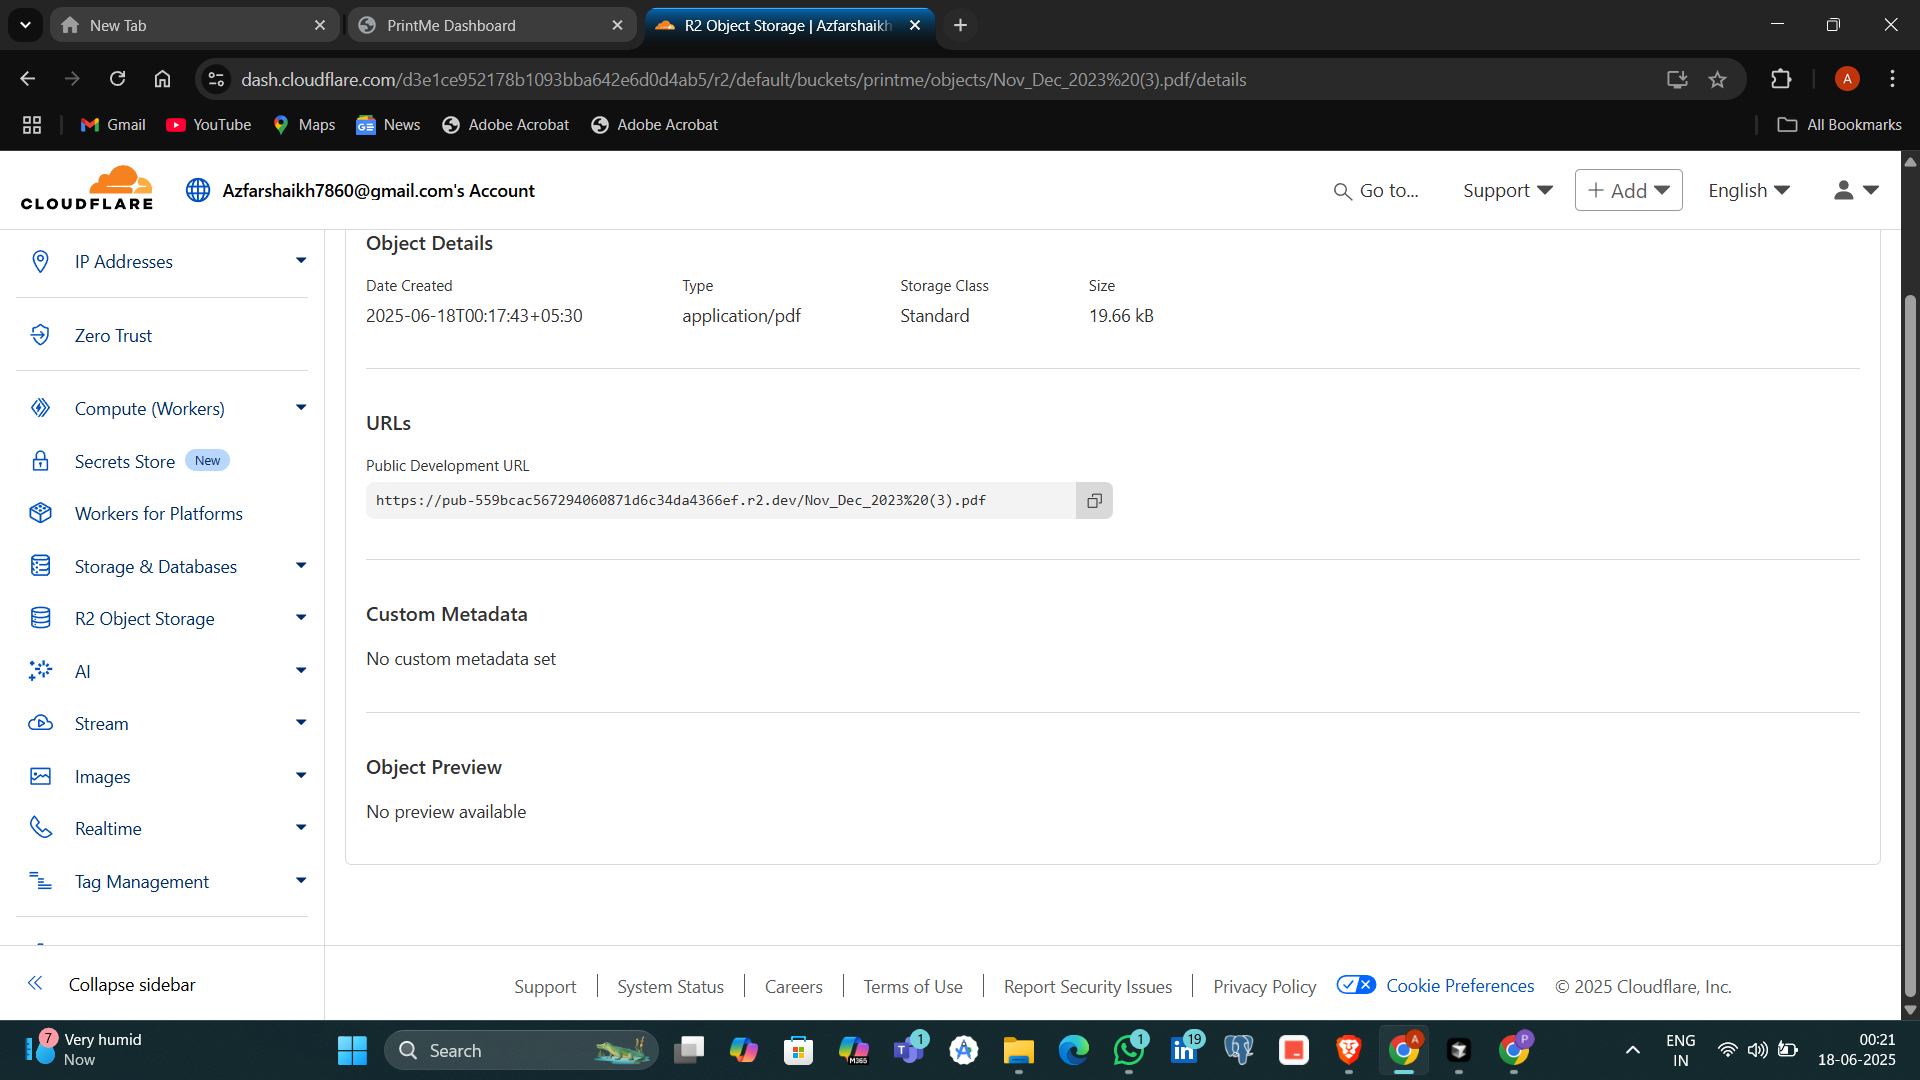 New Tab
PrintMe Dashboard
R2 Object Storage | Azfarshaikh
dash.cloudflare.com/d3e1ce952178b1093bba642e6d0d4ab5/r2/default/buckets/printme/objects/Nov_Dec_2023%20(3).pdf/details
A
Gmail
YouTube
Maps
News
Adobe Acrobat
Adobe Acrobat
All Bookmarks
CLOUDFLARE
Azfarshaikh7860@gmail.com's Account
Go to...
Support
+ Add
English
IP Addresses
Zero Trust
Compute (Workers)
Secrets Store New
Workers for Platforms
Storage & Databases
R2 Object Storage
AI
Stream
Images
Realtime
Tag Management
Collapse sidebar
Object Details
Date Created Type Storage Class Size
2025-06-18T00:17:43+05:30 application/pdf Standard 19.66 kB
URLs
Public Development URL
https://pub-559bcac567294060871d6c34da4366ef.r2.dev/Nov_Dec_2023%20(3).pdf
Custom Metadata
No custom metadata set
Object Preview
No preview available
Support
System Status
Careers
Terms of Use
Report Security Issues
Privacy Policy
Cookie Preferences
© 2025 Cloudflare, Inc.
7
Very humid
Now
Search
M365
1
1
19
A
P
ENG
IN
00:21
18-06-2025